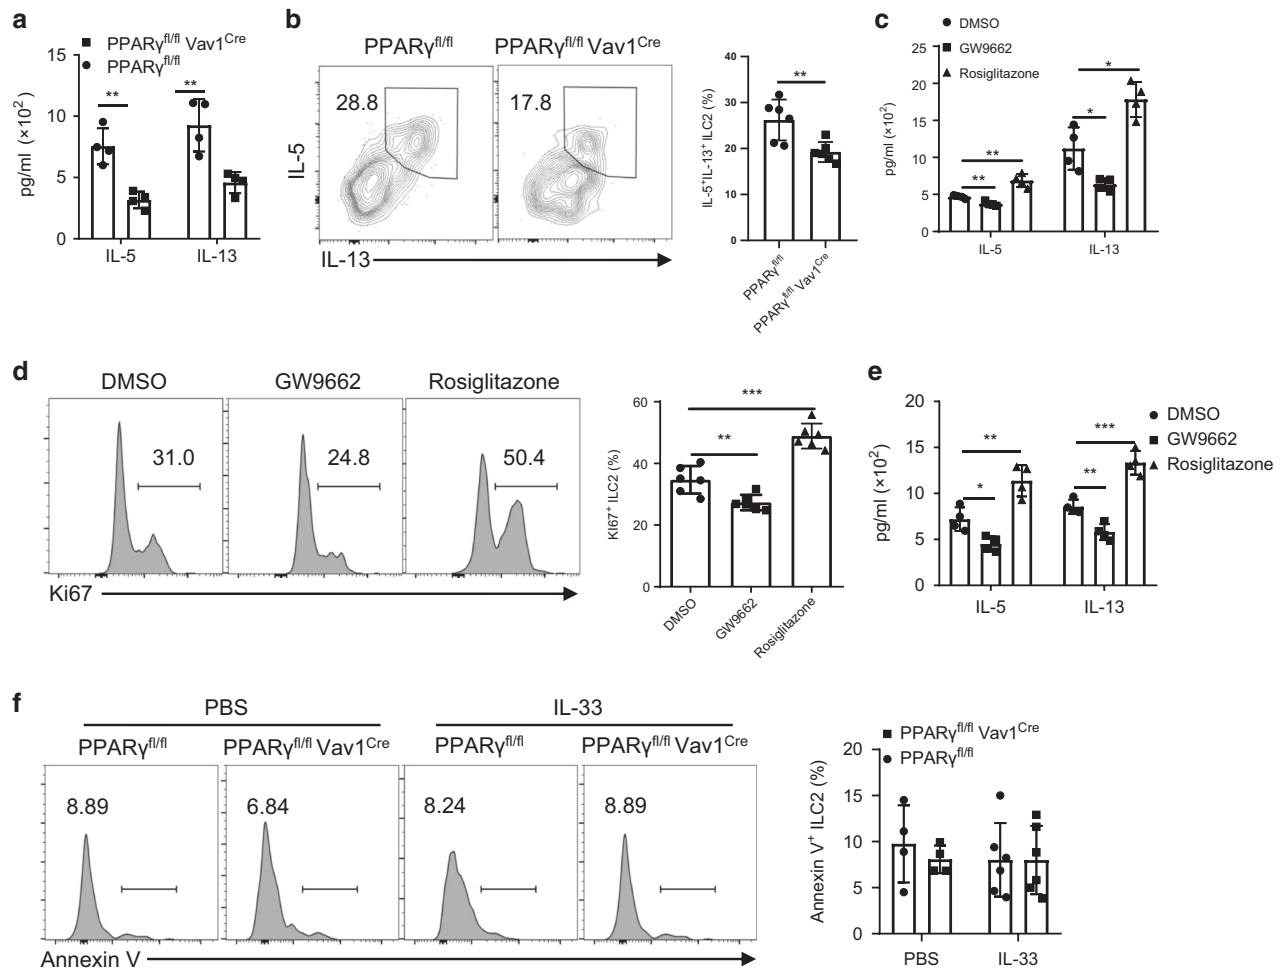 a
PPARγfl/fl Vav1Cre
PPARγfl/fl
pg/ml (×10²)
15
10
5
0
**
**
IL-5
IL-13
b
PPARγfl/fl
PPARγfl/fl Vav1Cre
28.8
17.8
IL-5
IL-13
IL-5+IL-13+ ILC2 (%)
40
30
20
10
0
**
PPARγfl/fl
PPARγfl/fl Vav1Cre
c
DMSO
GW9662
Rosiglitazone
pg/ml (×10²)
25
20
15
10
5
0
**
**
*
*
IL-5
IL-13
d
DMSO
GW9662
Rosiglitazone
31.0
24.8
50.4
Ki67
KI67+ ILC2 (%)
60
40
20
0
***
**
DMSO
GW9662
Rosiglitazone
e
DMSO
GW9662
Rosiglitazone
pg/ml (×10²)
20
15
10
5
0
**
*
***
**
IL-5
IL-13
f
PBS
IL-33
PPARγfl/fl
PPARγfl/fl Vav1Cre
PPARγfl/fl
PPARγfl/fl Vav1Cre
8.89
6.84
8.24
8.89
Annexin V
PPARγfl/fl Vav1Cre
PPARγfl/fl
Annexin V+ ILC2 (%)
20
15
10
5
0
PBS
IL-33